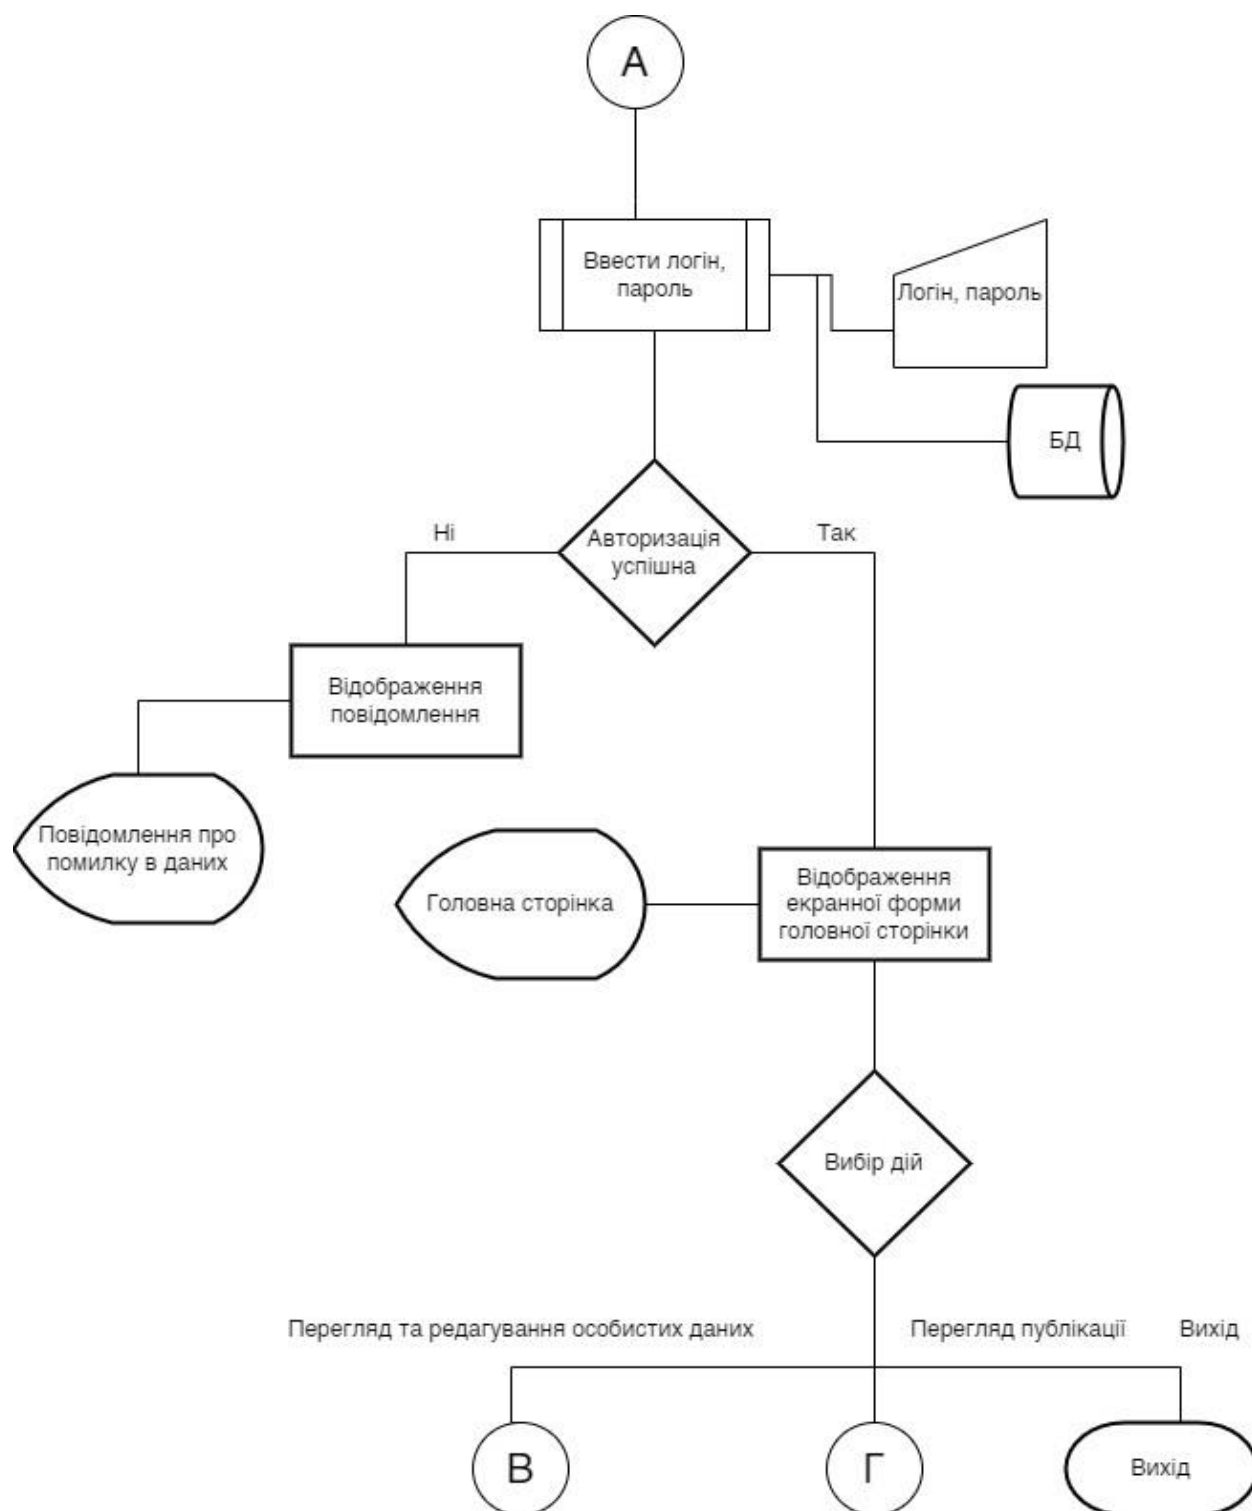 А
Ввести логін,
пароль
Логін, пароль
БД
Ні
Авторизація
успішна
Так
Відображення
повідомлення
Повідомлення про
помилку в даних
Головна сторінка
Відображення
екранної форми
головної сторінки
Вибір дій
Перегляд та редагування особистих даних
Перегляд публікації
Вихід
В
Г
Вихід